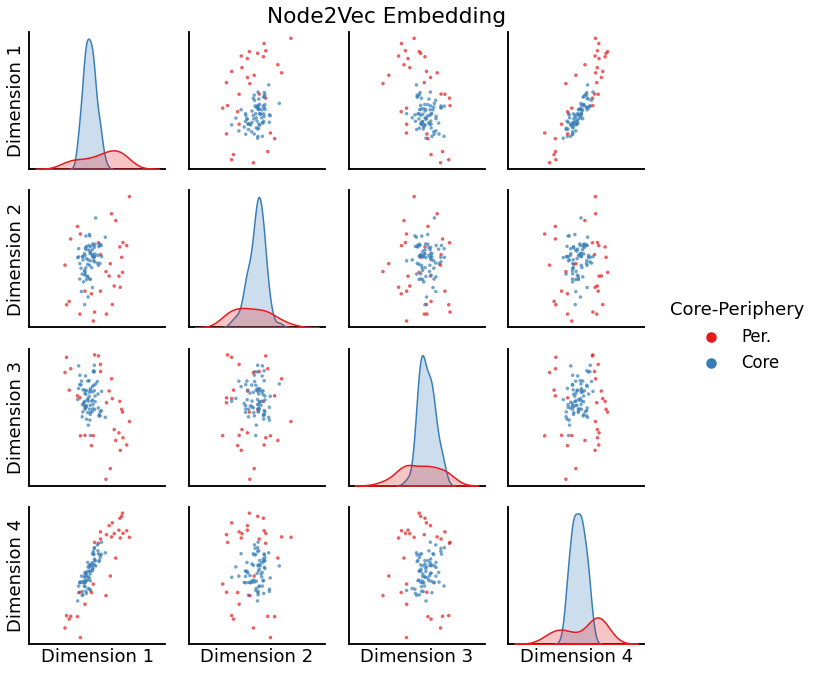 Node2Vec Embedding
Dimension 1
Dimension 2
Dimension 3
Dimension 4
Dimension 1
Dimension 2
Dimension 3
Dimension 4
Core-Periphery
Per.
Core